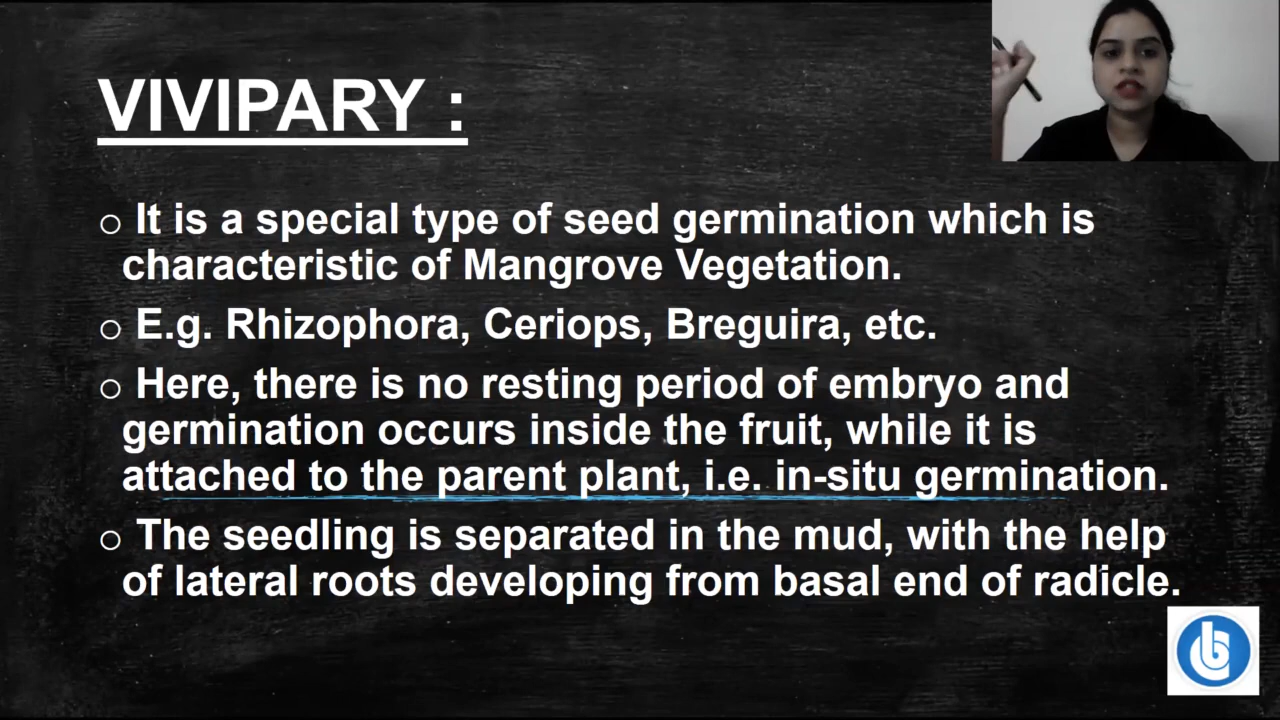 VIVIPARY :
o It is a special type of seed germination which is
characteristic of Mangrove Vegetation.
o E.g. Rhizophora, Ceriops, Breguira, etc.
o Here, there is no resting period of embryo and
germination occurs inside the fruit, while it is
attached to the parent plant, i.e. in-situ germination.
o The seedling is separated in the mud, with the help
of lateral roots developing from basal end of radicle.